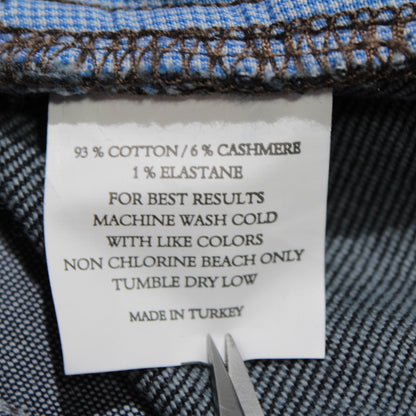 93 % COTTON / 6 % CASHMERE
1 % ELASTANE
FOR BEST RESULTS
MACHINE WASH COLD
WITH LIKE COLORS
NON CHLORINE BEACH ONLY
TUMBLE DRY LOW
MADE IN TURKEY